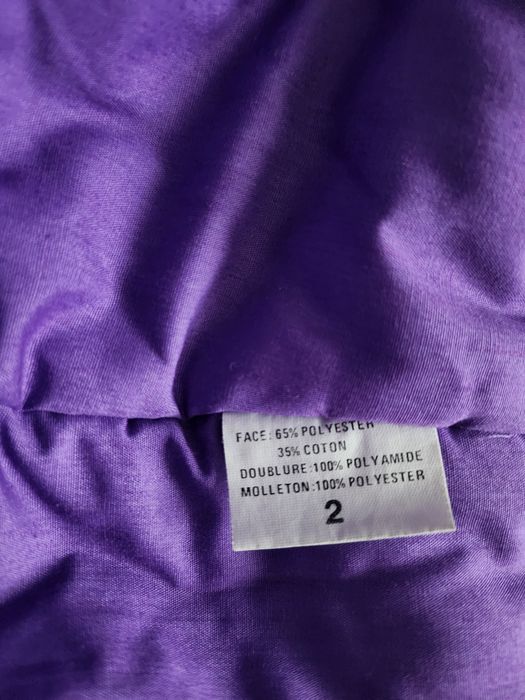 FACE: 65% POLYESTER
35% COTON
DOUBLURE:100% POLYAMIDE
MOLLETON:100% POLYESTER
2